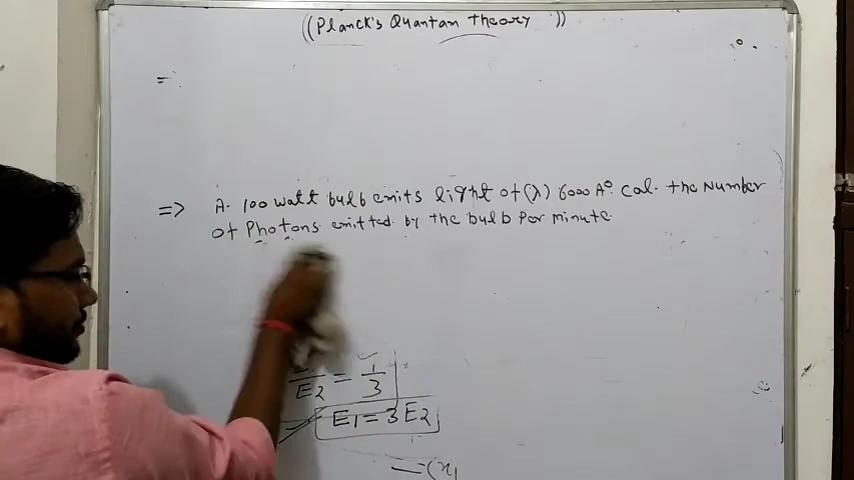 ((Planck's Quantan theory))
=
=> A. 100 watt bulb emits light of (λ) 6000 A° Cal. the Number
of Photons emitted by the bulb Per minute.
/E2 = 1/3
E1 = 3E2